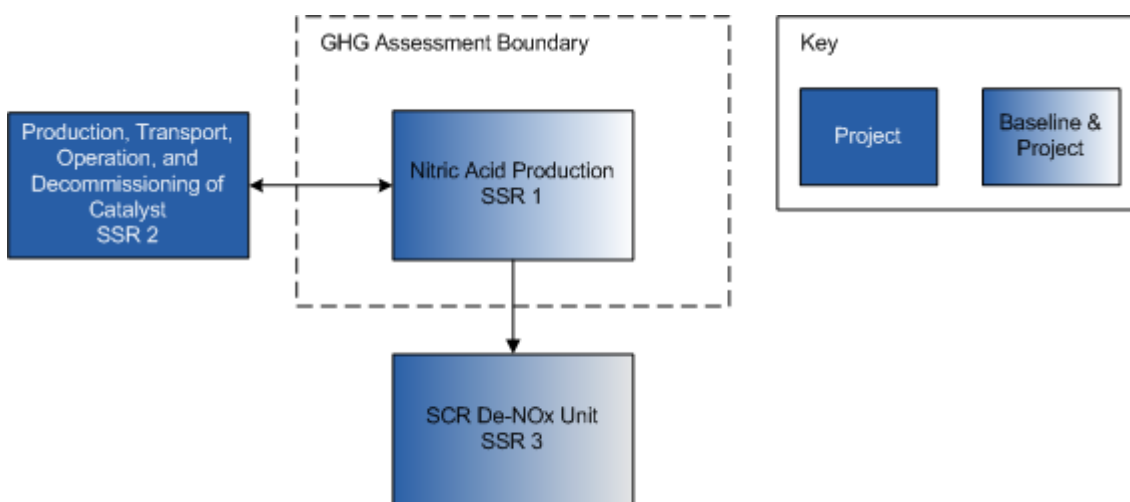 GHG Assessment Boundary
Key
Project
Baseline &
Project
Production, Transport,
Operation, and
Decommissioning of
Catalyst
SSR 2
Nitric Acid Production
SSR 1
SCR De-NOx Unit
SSR 3